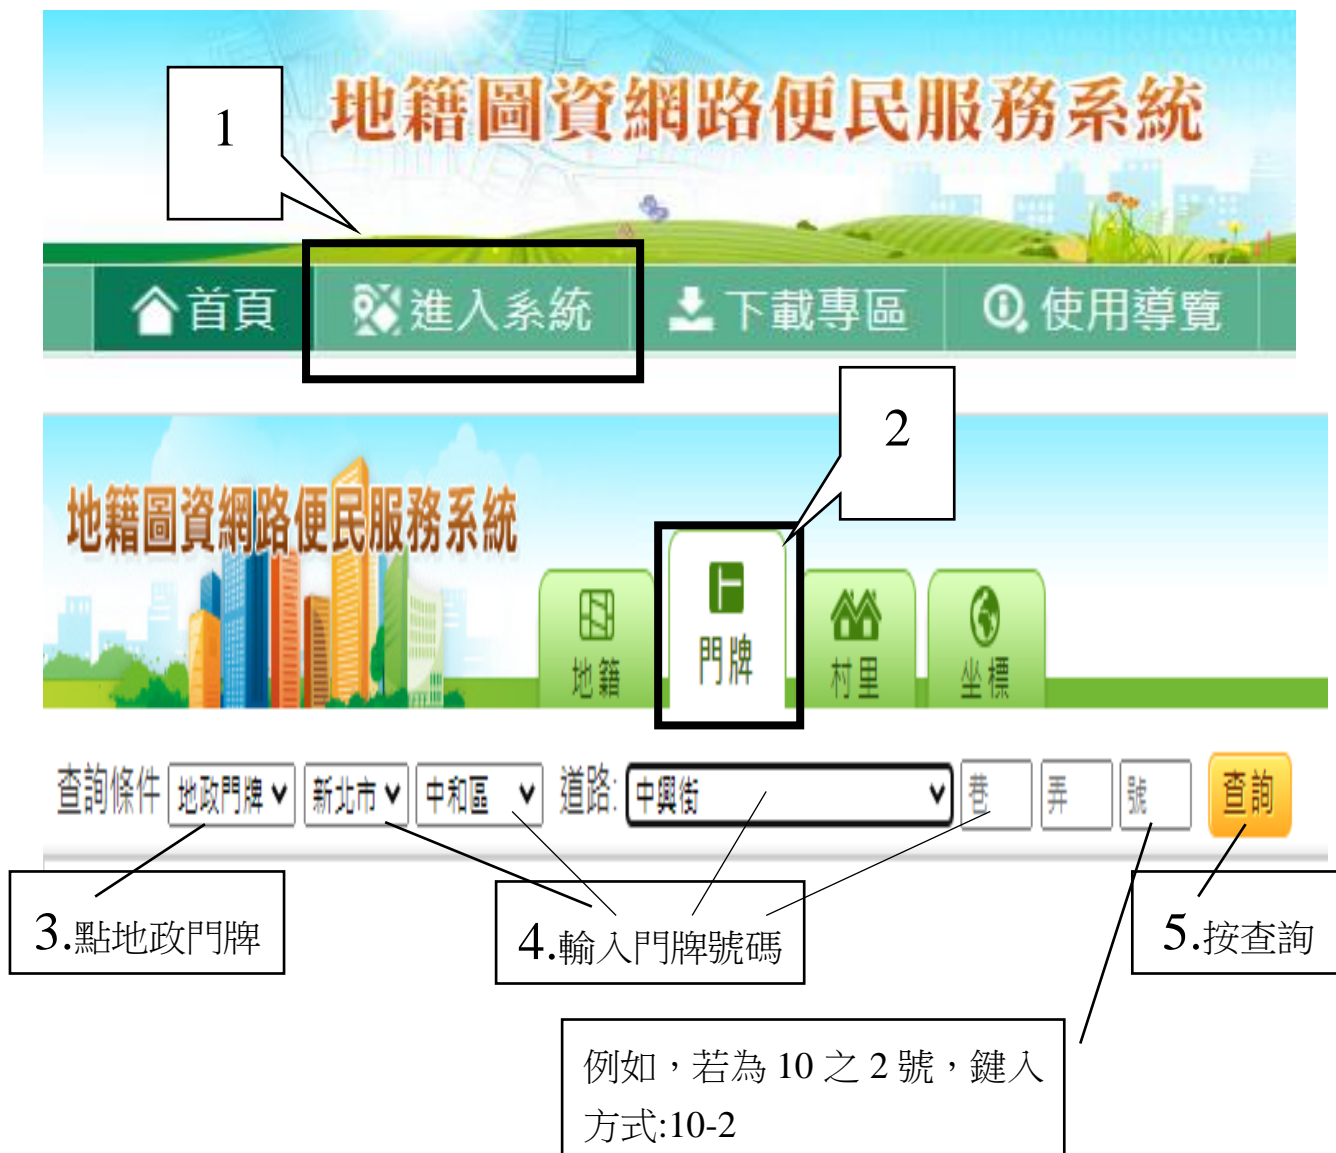 1
地籍圖資網路便民服務系統
首頁 進入系統 下載專區 使用導覽
2
地籍圖資網路便民服務系統
地籍 門牌 村里 坐標
查詢條件 地政門牌 新北市 中和區 道路: 中興街 巷 弄 號 查詢
3.點地政門牌
4.輸入門牌號碼
5.按查詢
例如，若為 10 之 2 號，鍵入
方式:10-2